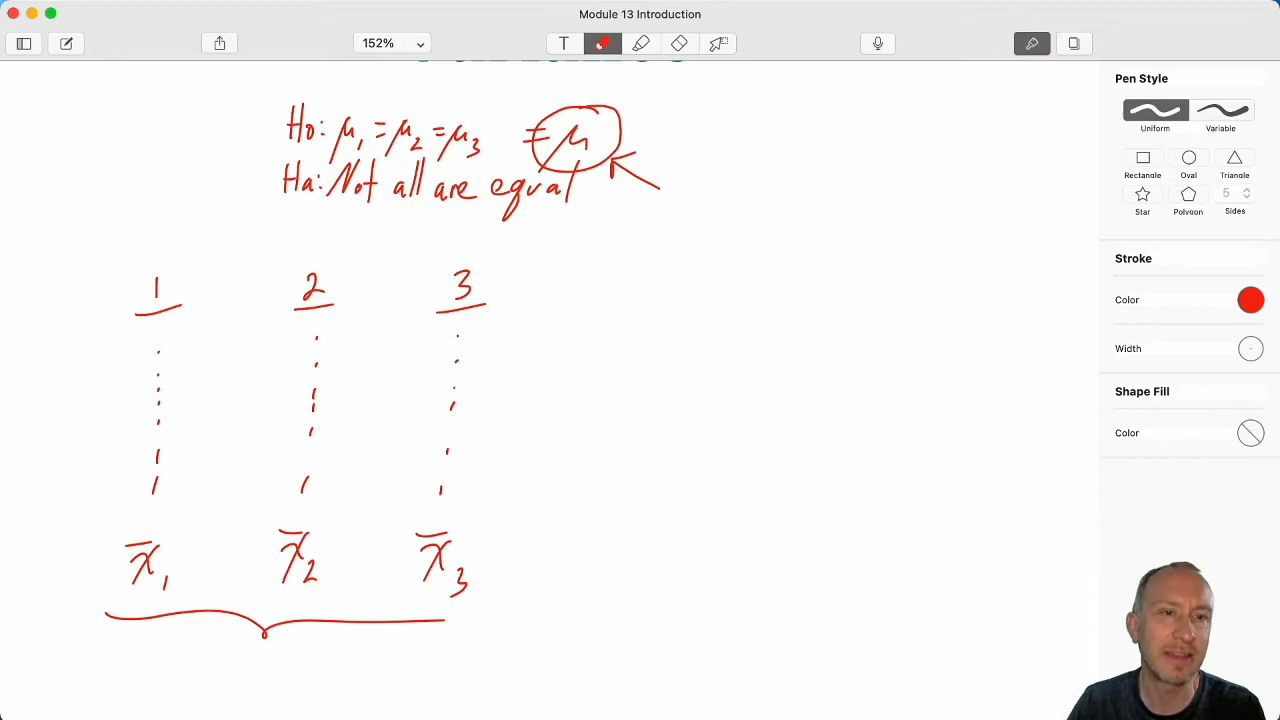 Module 13 Introduction
152%
T
Ho: μ₁ = μ₂ = μ₃ = μ
Ha: Not all are equal
1 2 3
x̄₁ x̄₂ x̄₃
Pen Style
Uniform Variable
Rectangle Oval Triangle
5
Star Polygon Sides
Stroke
Color
Width
Shape Fill
Color